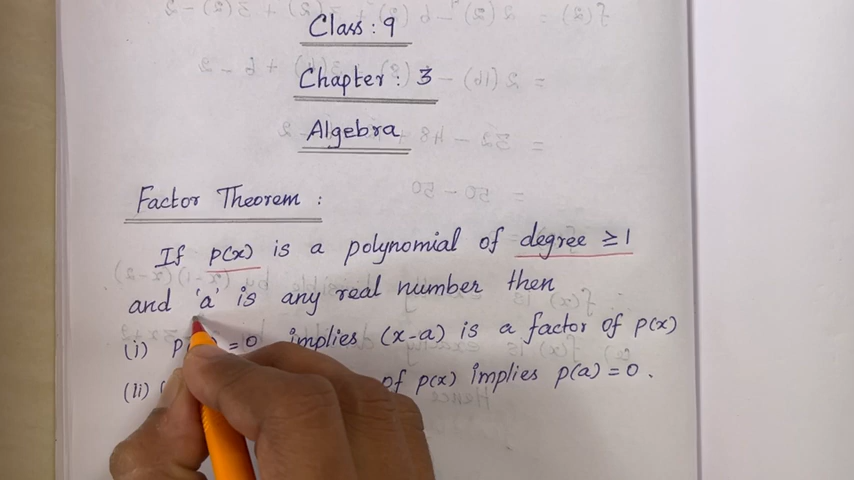 Class : 9
Chapter : 3
Algebra
Factor Theorem :
If p(x) is a polynomial of degree ≥ 1
and 'a' is any real number then
(i) p = 0 implies (x-a) is a factor of p(x)
(ii) ( of p(x) implies p(a) = 0 .